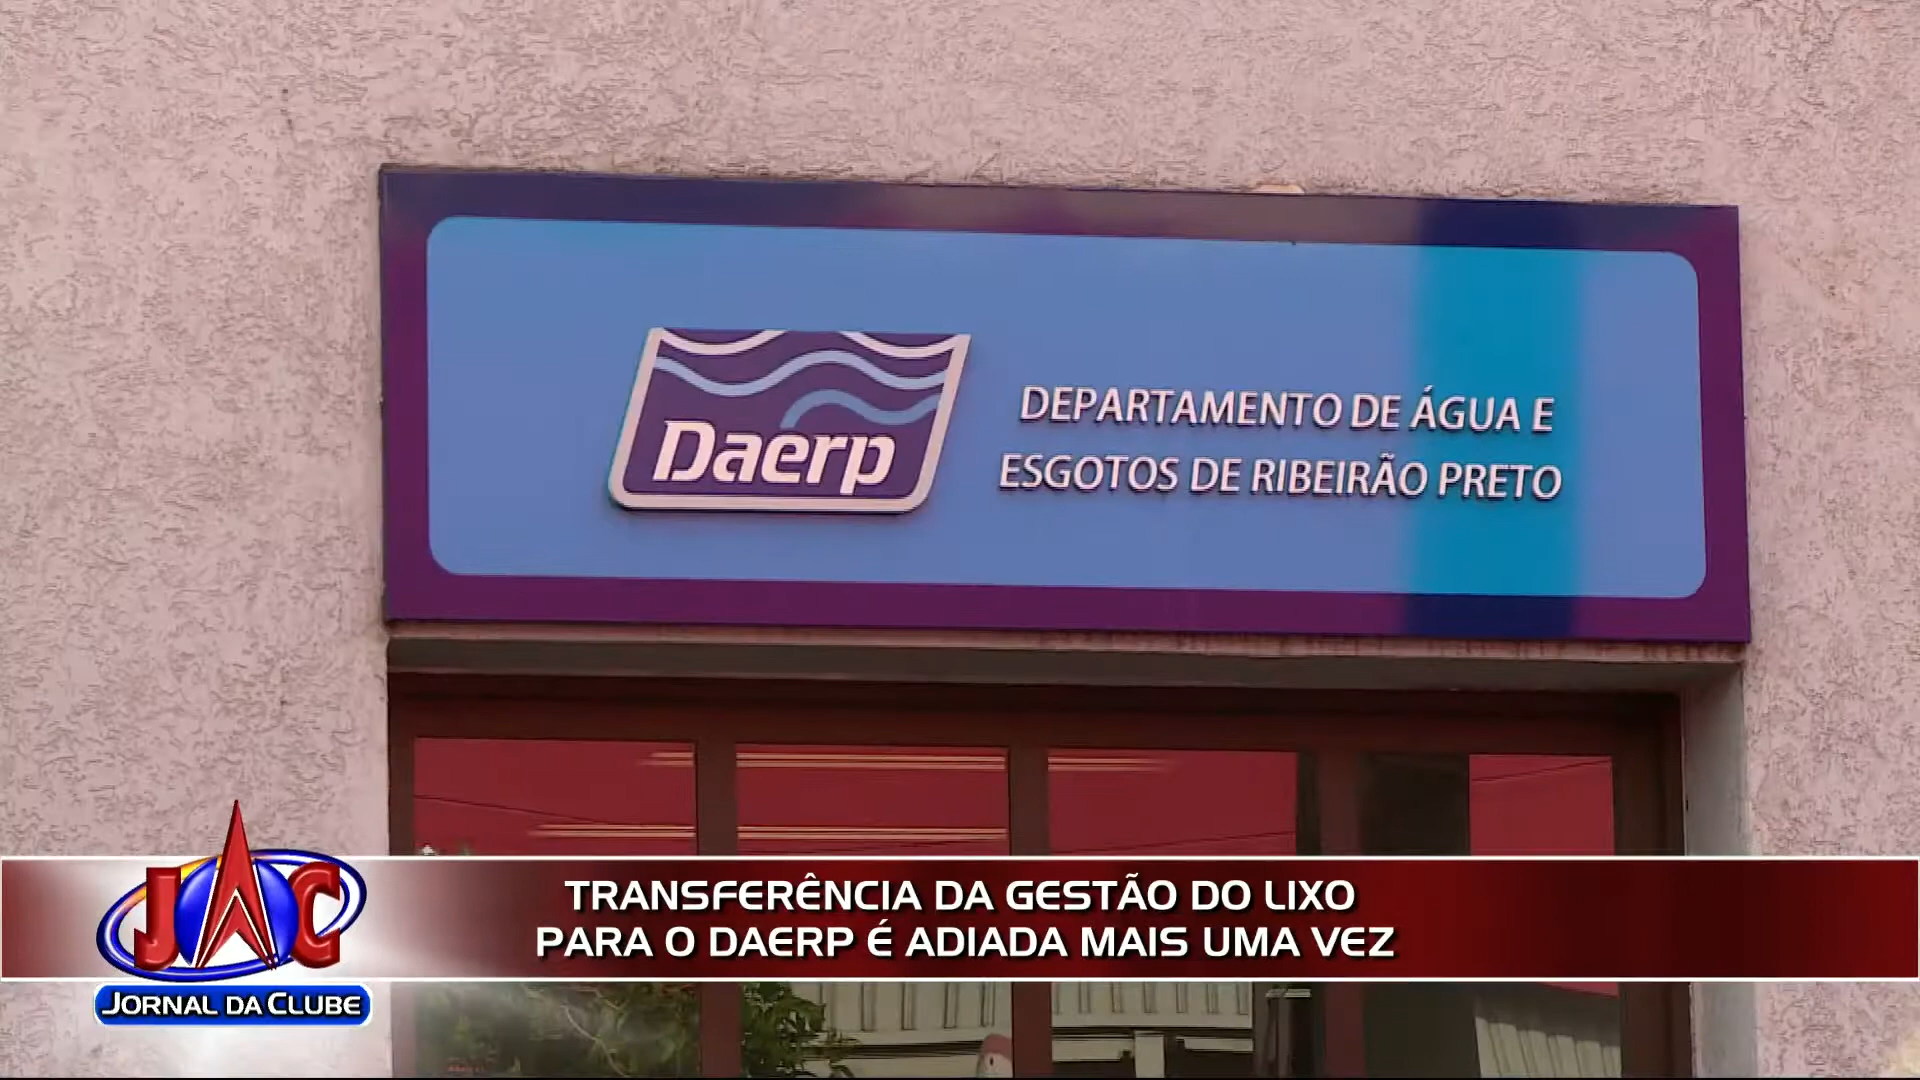 Daerp
DEPARTAMENTO DE ÁGUA E
ESGOTOS DE RIBEIRÃO PRETO
JC
JORNAL DA CLUBE
TRANSFERÊNCIA DA GESTÃO DO LIXO
PARA O DAERP É ADIADA MAIS UMA VEZ